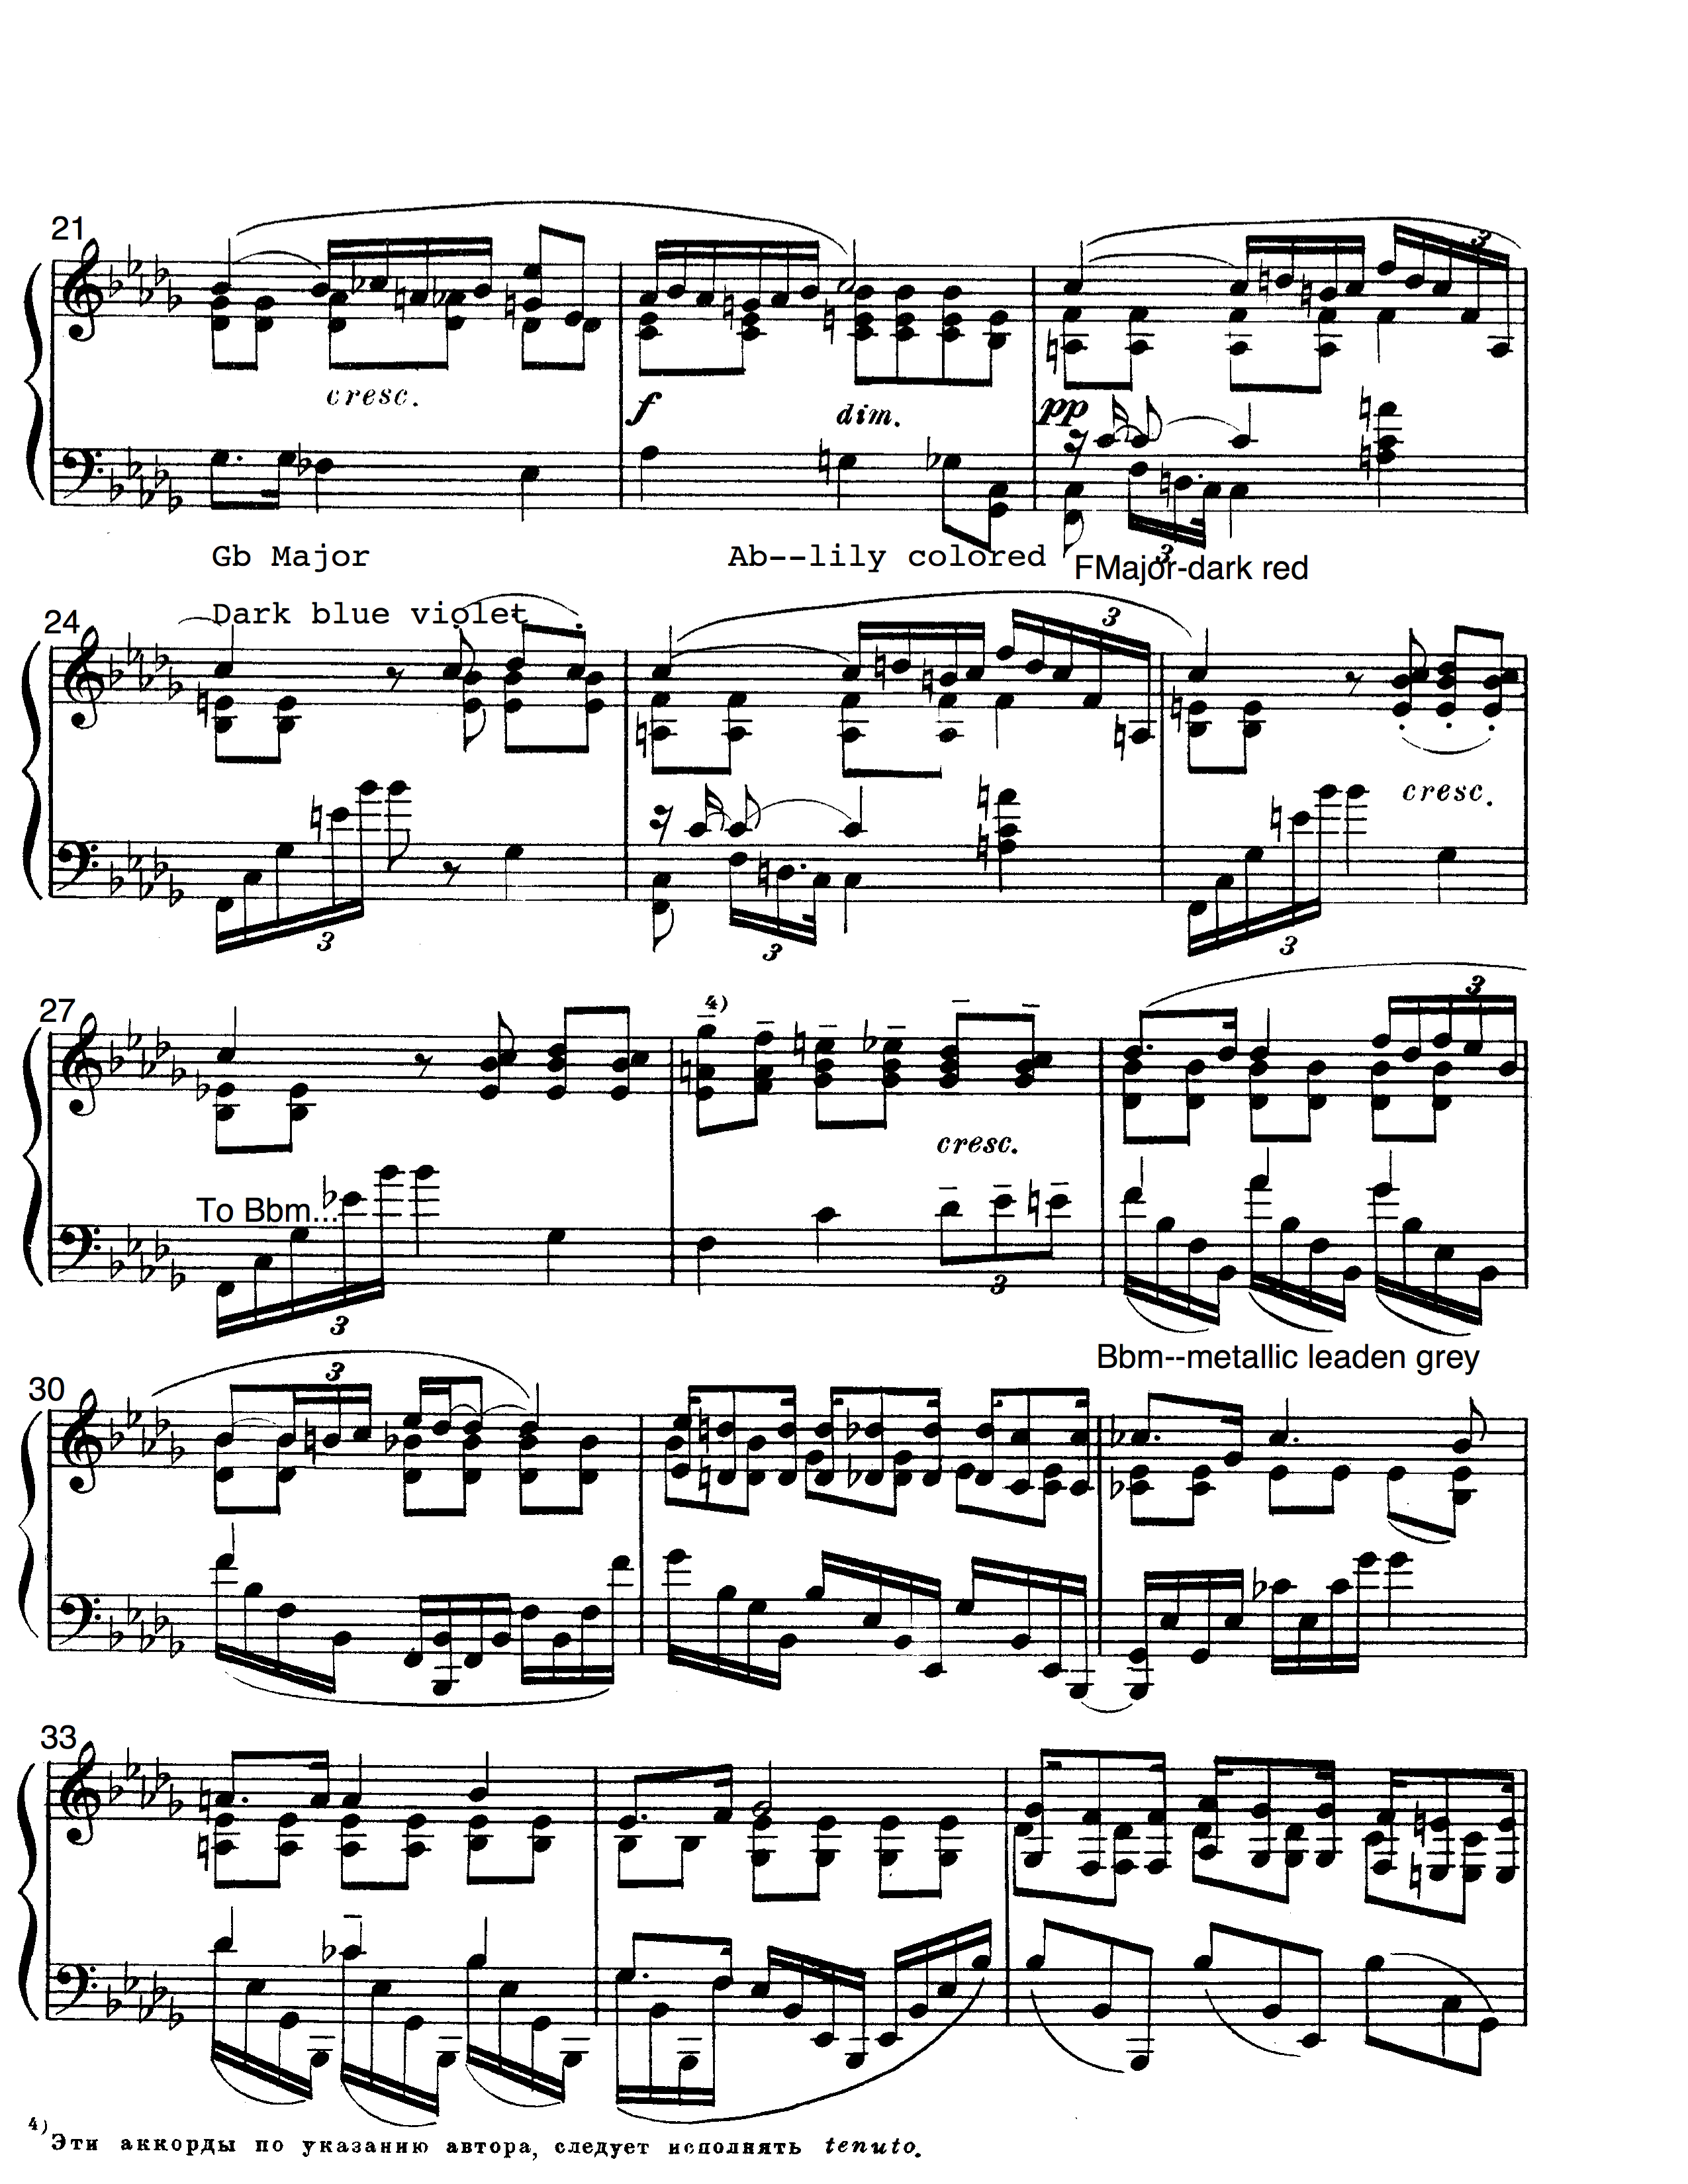 21
3
cresc.
f
dim.
pp
3
Gb Major
Ab--lily colored
FMajor-dark red
24
Dark blue violet
3
cresc.
3
3
3
27
4)
3
cresc.
To Bbm...
3
3
Bbm--metallic leaden grey
30
3
33
4) Эти аккорды по указанию автора, следует исполнять tenuto.